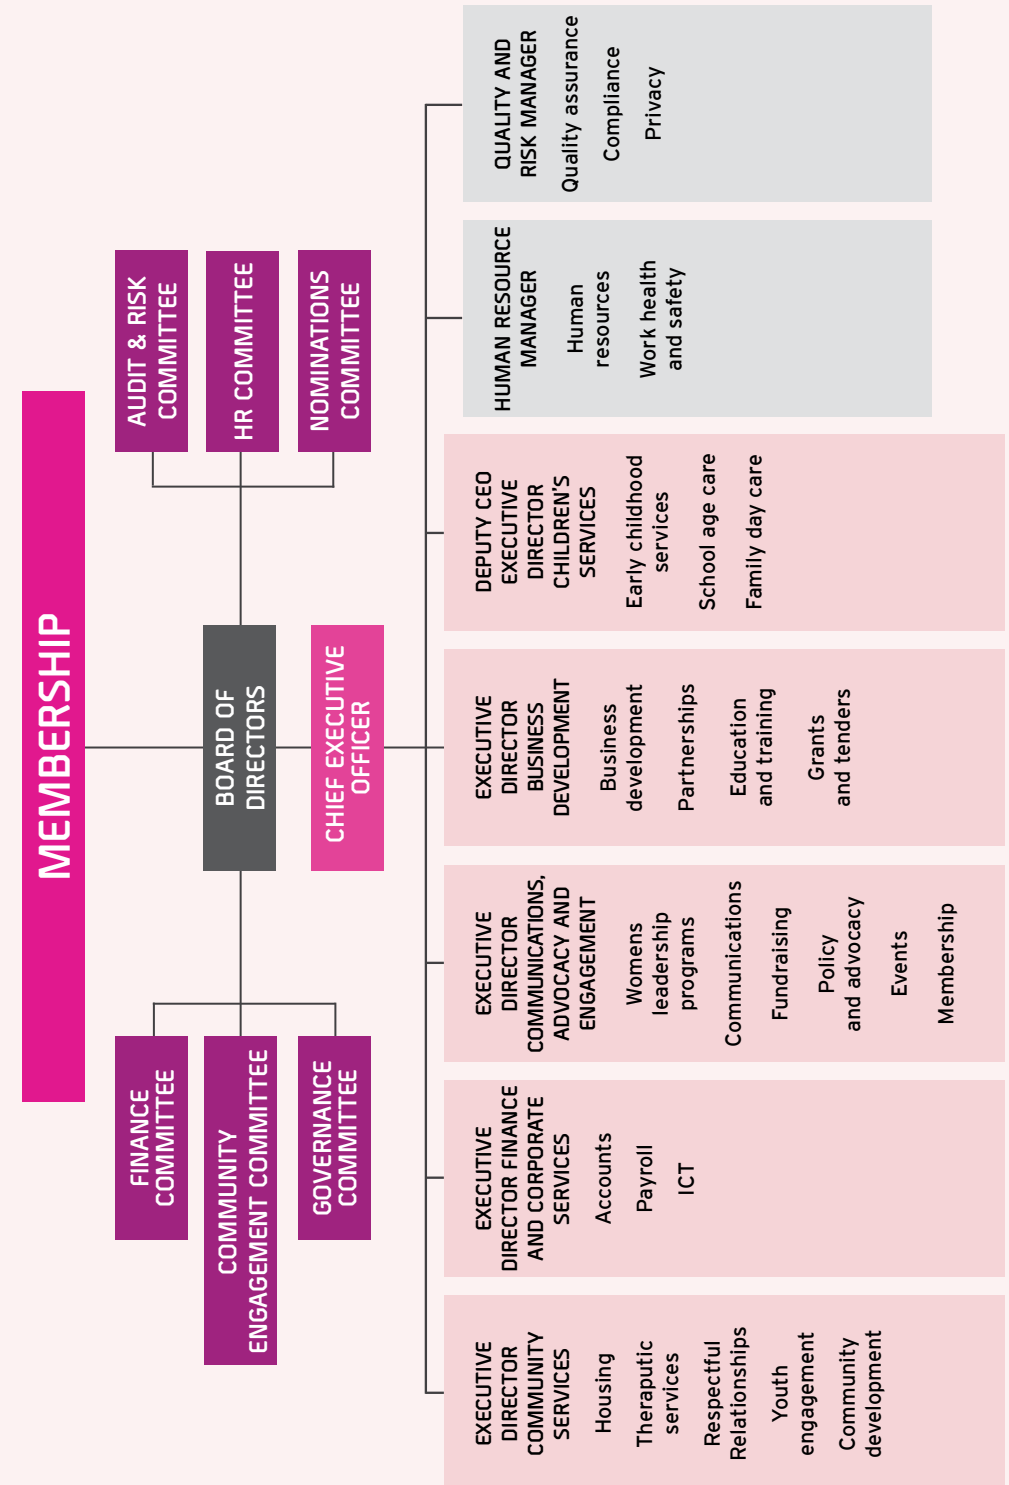 MEMBERSHIP
FINANCE
COMMITTEE
COMMUNITY
ENGAGEMENT COMMITTEE
GOVERNANCE
COMMITTEE
BOARD OF
DIRECTORS
CHIEF EXECUTIVE
OFFICER
AUDIT & RISK
COMMITTEE
HR COMMITTEE
NOMINATIONS
COMMITTEE
EXECUTIVE
DIRECTOR
COMMUNITY
SERVICES
Housing
Theraputic
services
Respectful
Relationships
Youth
engagement
Community
development
EXECUTIVE
DIRECTOR FINANCE
AND CORPORATE
SERVICES
Accounts
Payroll
ICT
EXECUTIVE
DIRECTOR
COMMUNICATIONS,
ADVOCACY AND
ENGAGEMENT
Womens
leadership
programs
Communications
Fundraising
Policy
and advocacy
Events
Membership
EXECUTIVE
DIRECTOR
BUSINESS
DEVELOPMENT
Business
development
Partnerships
Education
and training
Grants
and tenders
DEPUTY CEO
EXECUTIVE
DIRECTOR
CHILDREN'S
SERVICES
Early childhood
services
School age care
Family day care
HUMAN RESOURCE
MANAGER
Human
resources
Work health
and safety
QUALITY AND
RISK MANAGER
Quality assurance
Compliance
Privacy